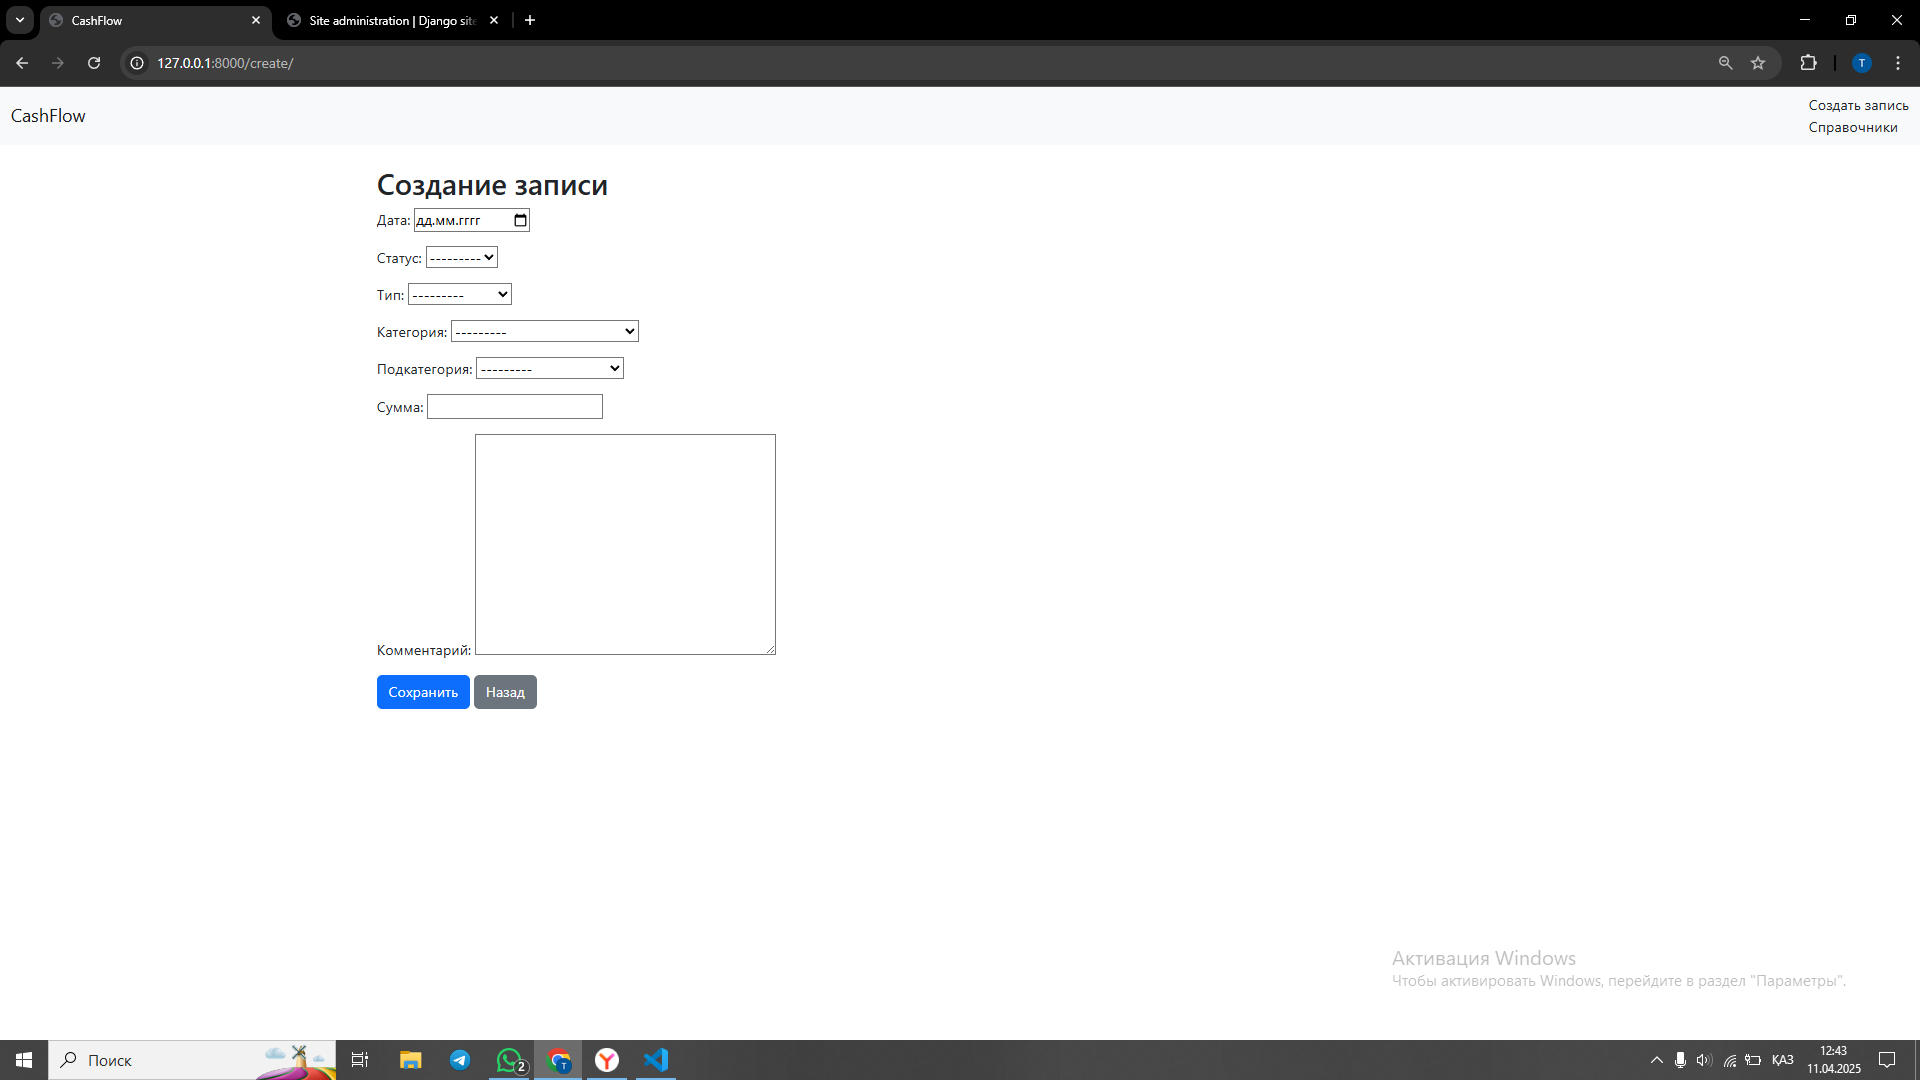 CashFlow
Site administration | Django site
127.0.0.1:8000/create/
T
CashFlow
Создать запись
Справочники
Создание записи
Дата: дд.мм.гггг
Статус: ---------
Тип: ---------
Категория: ---------
Подкатегория: ---------
Сумма:
Комментарий:
Сохранить Назад
Активация Windows
Чтобы активировать Windows, перейдите в раздел "Параметры".
Поиск
2
T
ҚАЗ
12:43
11.04.2025